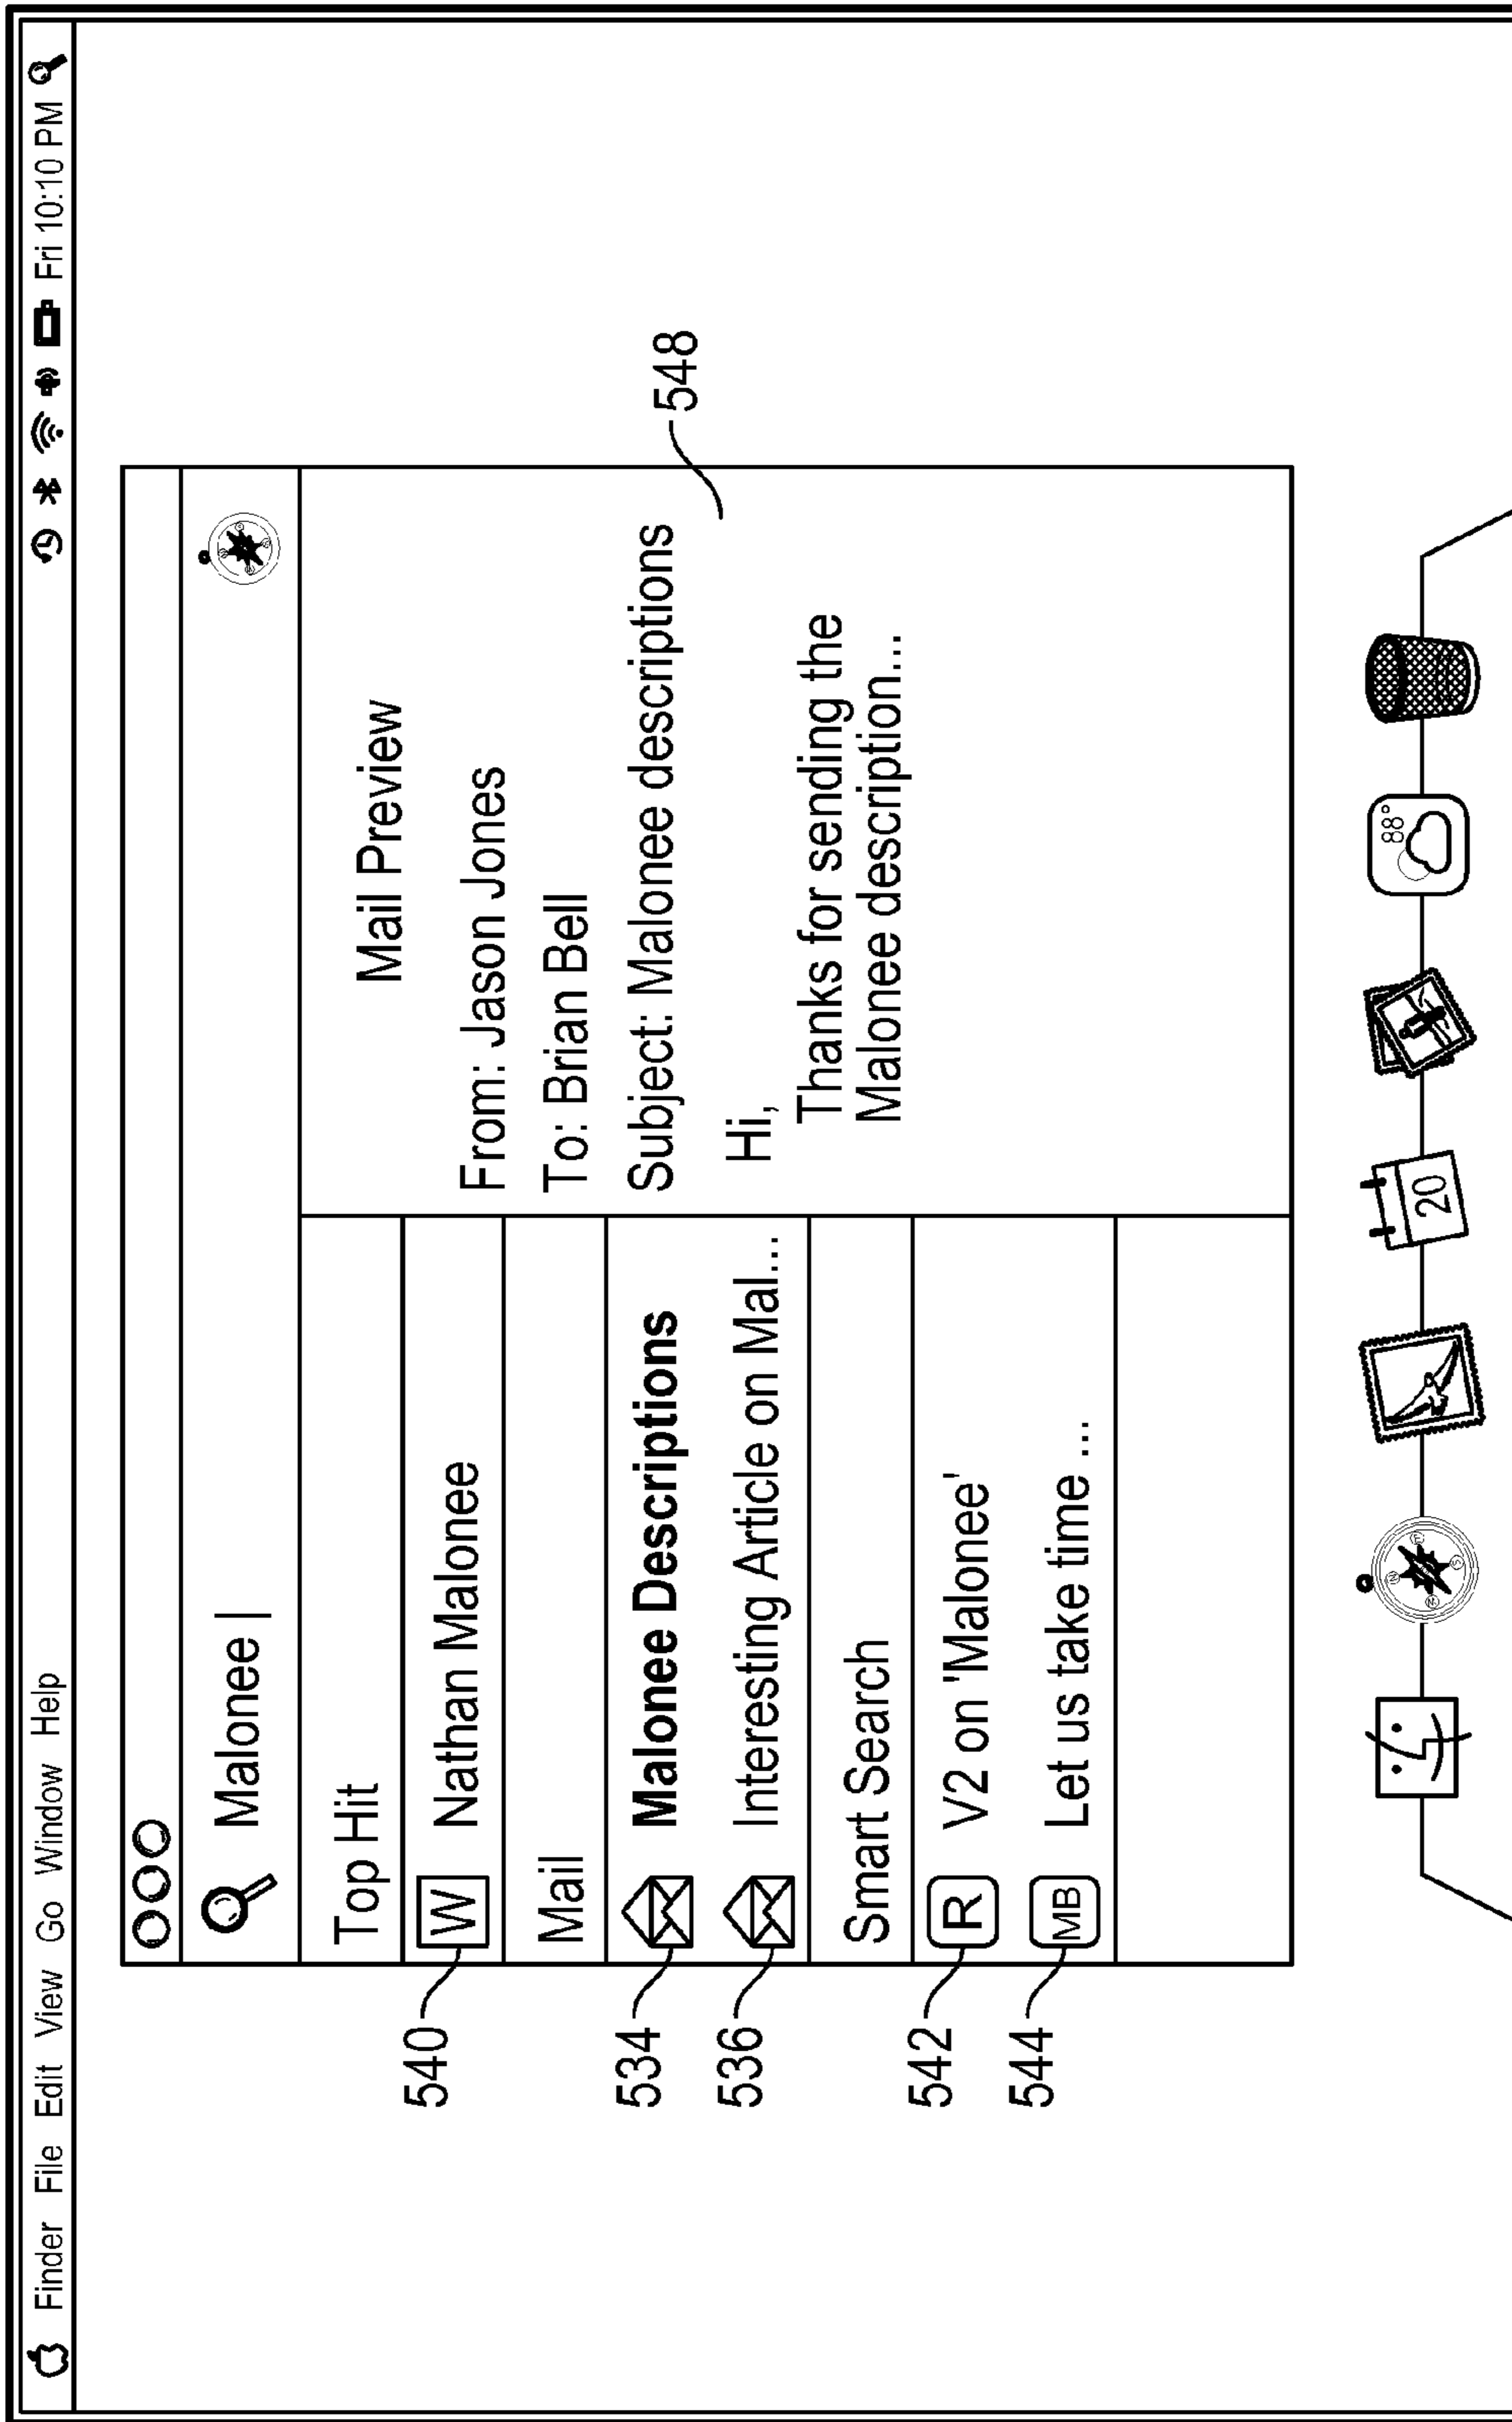 Finder File Edit View Go Window Help Fri 10:10 PM
Malonee
Top Hit
540 W Nathan Malonee
Mail
534 Malonee Descriptions
536 Interesting Article on Mal...
Smart Search
542 R V2 on 'Malonee'
544 MB Let us take time ...
Mail Preview
From: Jason Jones
To: Brian Bell
Subject: Malonee descriptions
548
Hi,
Thanks for sending the
Malonee description...
N E S W
20
88°